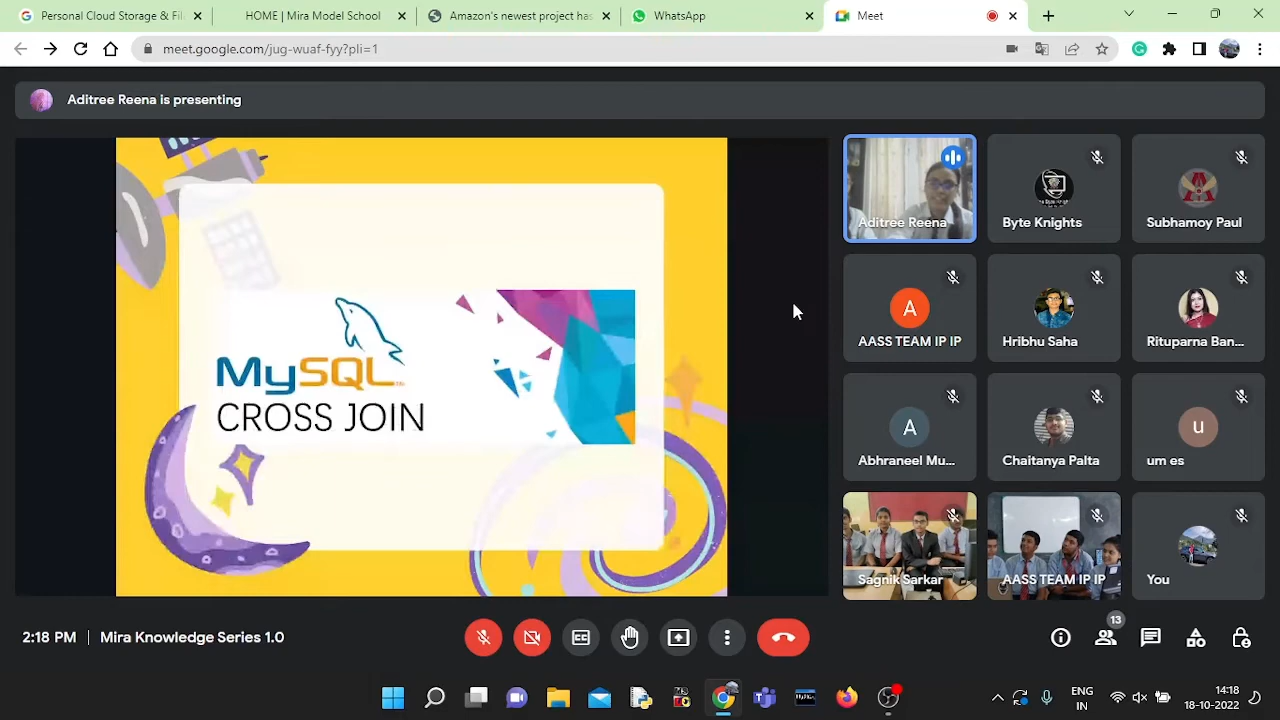 Personal Cloud Storage & Fil
HOME | Mira Model School
Amazon's newest project has
WhatsApp
Meet
meet.google.com/jug-wuaf-fyy?pli=1
Aditree Reena is presenting
MySQL
CROSS JOIN
Aditree Reena
Byte Knights
Subhamoy Paul
A
AASS TEAM IP IP
Hribhu Saha
Rituparna Ban...
A
Abhraneel Mu...
Chaitanya Palta
u
um es
Sagnik Sarkar
AASS TEAM IP IP
You
2:18 PM | Mira Knowledge Series 1.0
13
ENG
IN
14:18
18-10-2022